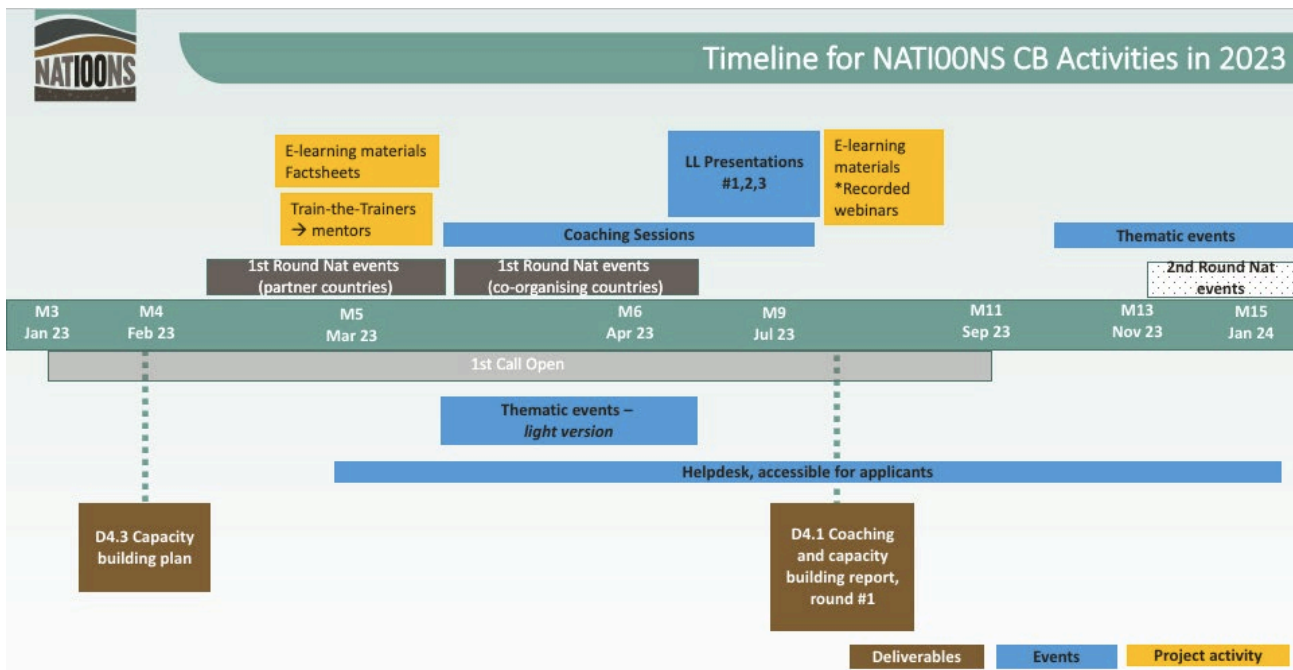 NATI00NS
Timeline for NATI00NS CB Activities in 2023
E-learning materials
Factsheets
Train-the-Trainers
→ mentors
LL Presentations
#1,2,3
E-learning
materials
*Recorded
webinars
Coaching Sessions
Thematic events
1st Round Nat events
(partner countries)
1st Round Nat events
(co-organising countries)
2nd Round Nat
events
M3
Jan 23
M4
Feb 23
M5
Mar 23
M6
Apr 23
M9
Jul 23
M11
Sep 23
M13
Nov 23
M15
Jan 24
1st Call Open
Thematic events –
light version
Helpdesk, accessible for applicants
D4.3 Capacity
building plan
D4.1 Coaching
and capacity
building report,
round #1
Deliverables
Events
Project activity